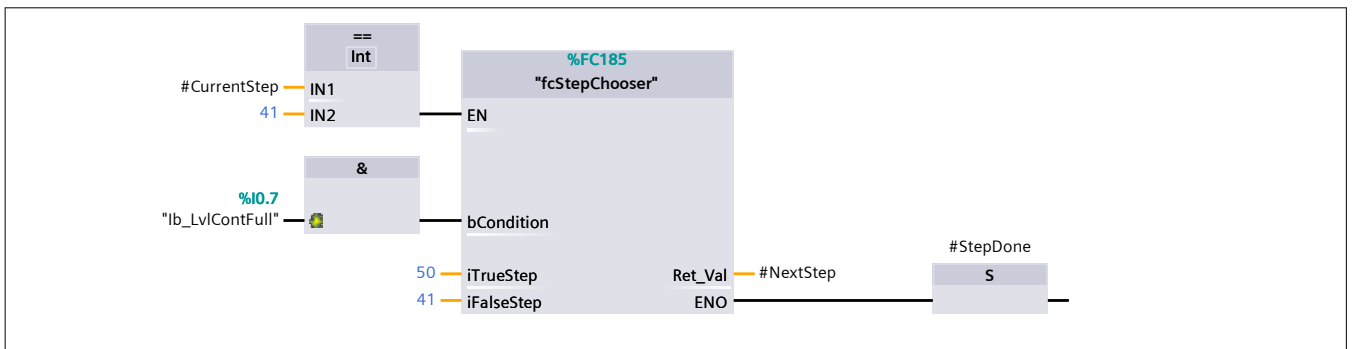 ==
Int
#CurrentStep IN1
41 IN2
%FC185
"fcStepChooser"
EN
&
%I0.7
"Ib_LvlContFull"
bCondition
50 iTrueStep Ret_Val #NextStep
41 iFalseStep ENO
#StepDone
S